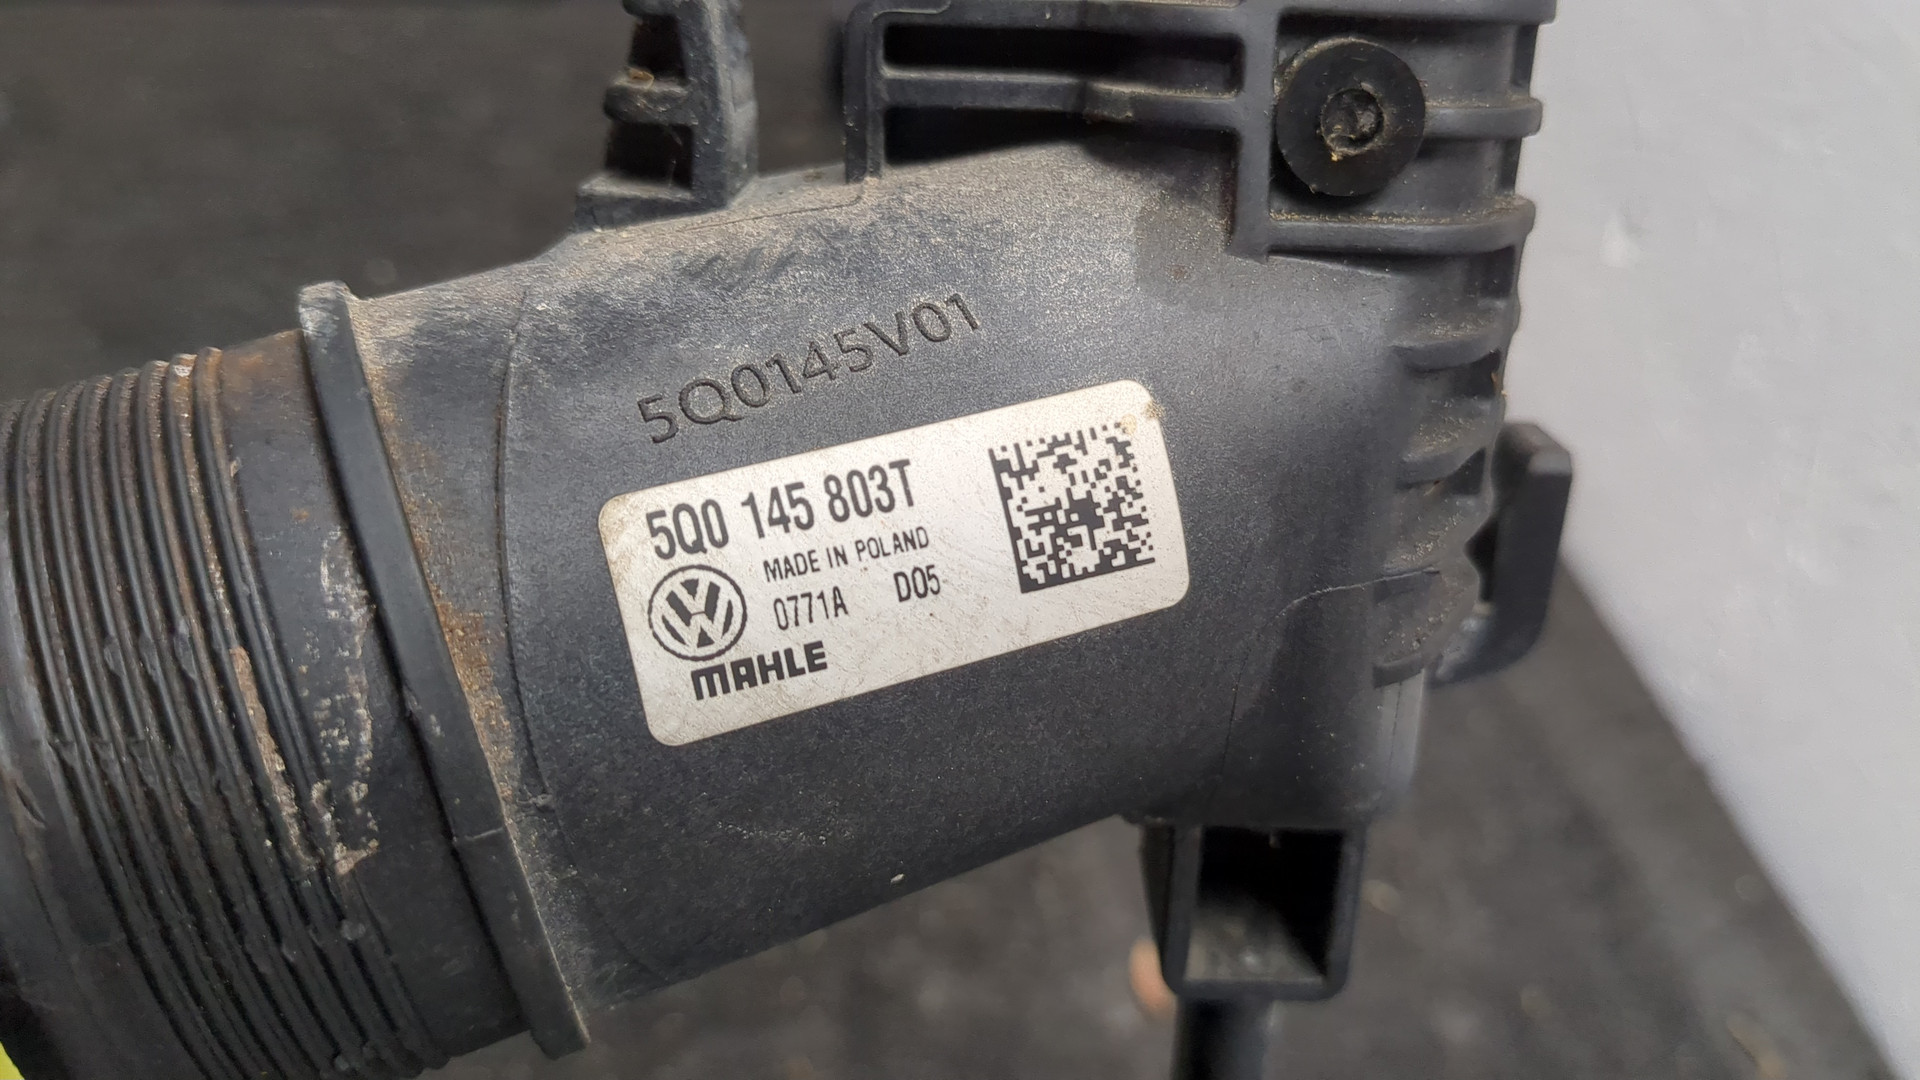 5Q0145V01
5Q0 145 803T
MADE IN POLAND
0771A D05
MAHLE